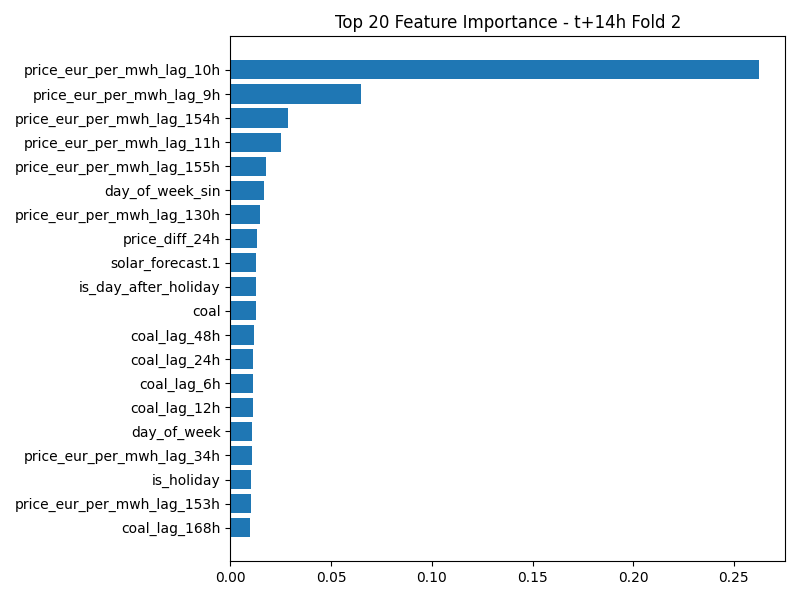 Top 20 Feature Importance - t+14h Fold 2
price_eur_per_mwh_lag_10h
price_eur_per_mwh_lag_9h
price_eur_per_mwh_lag_154h
price_eur_per_mwh_lag_11h
price_eur_per_mwh_lag_155h
day_of_week_sin
price_eur_per_mwh_lag_130h
price_diff_24h
solar_forecast.1
is_day_after_holiday
coal
coal_lag_48h
coal_lag_24h
coal_lag_6h
coal_lag_12h
day_of_week
price_eur_per_mwh_lag_34h
is_holiday
price_eur_per_mwh_lag_153h
coal_lag_168h
0.00 0.05 0.10 0.15 0.20 0.25